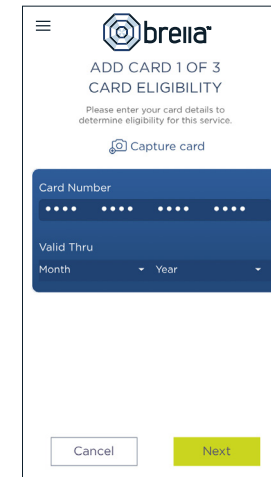 brella
ADD CARD 1 OF 3
CARD ELIGIBILITY
Please enter your card details to
determine eligibility for this service.
Capture card
Card Number
•••• •••• •••• ••••
Valid Thru
Month Year
Cancel Next